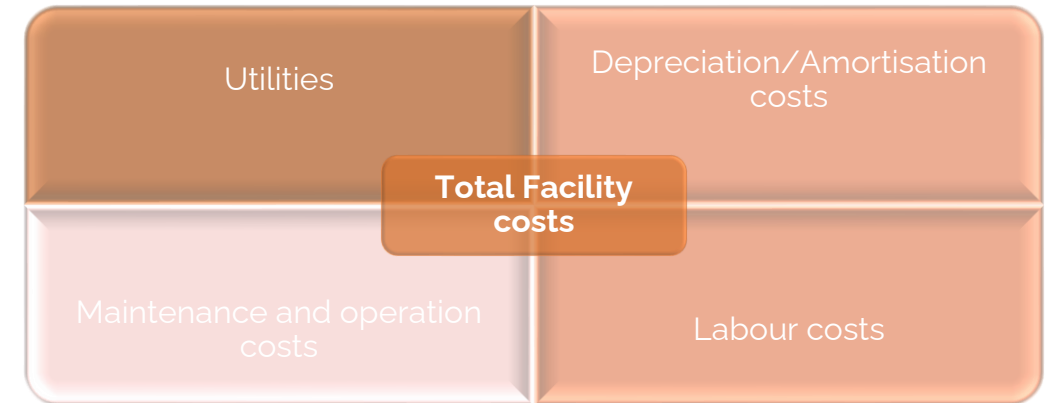 Utilities
Depreciation/Amortisation
costs
Total Facility
costs
Maintenance and operation
costs
Labour costs